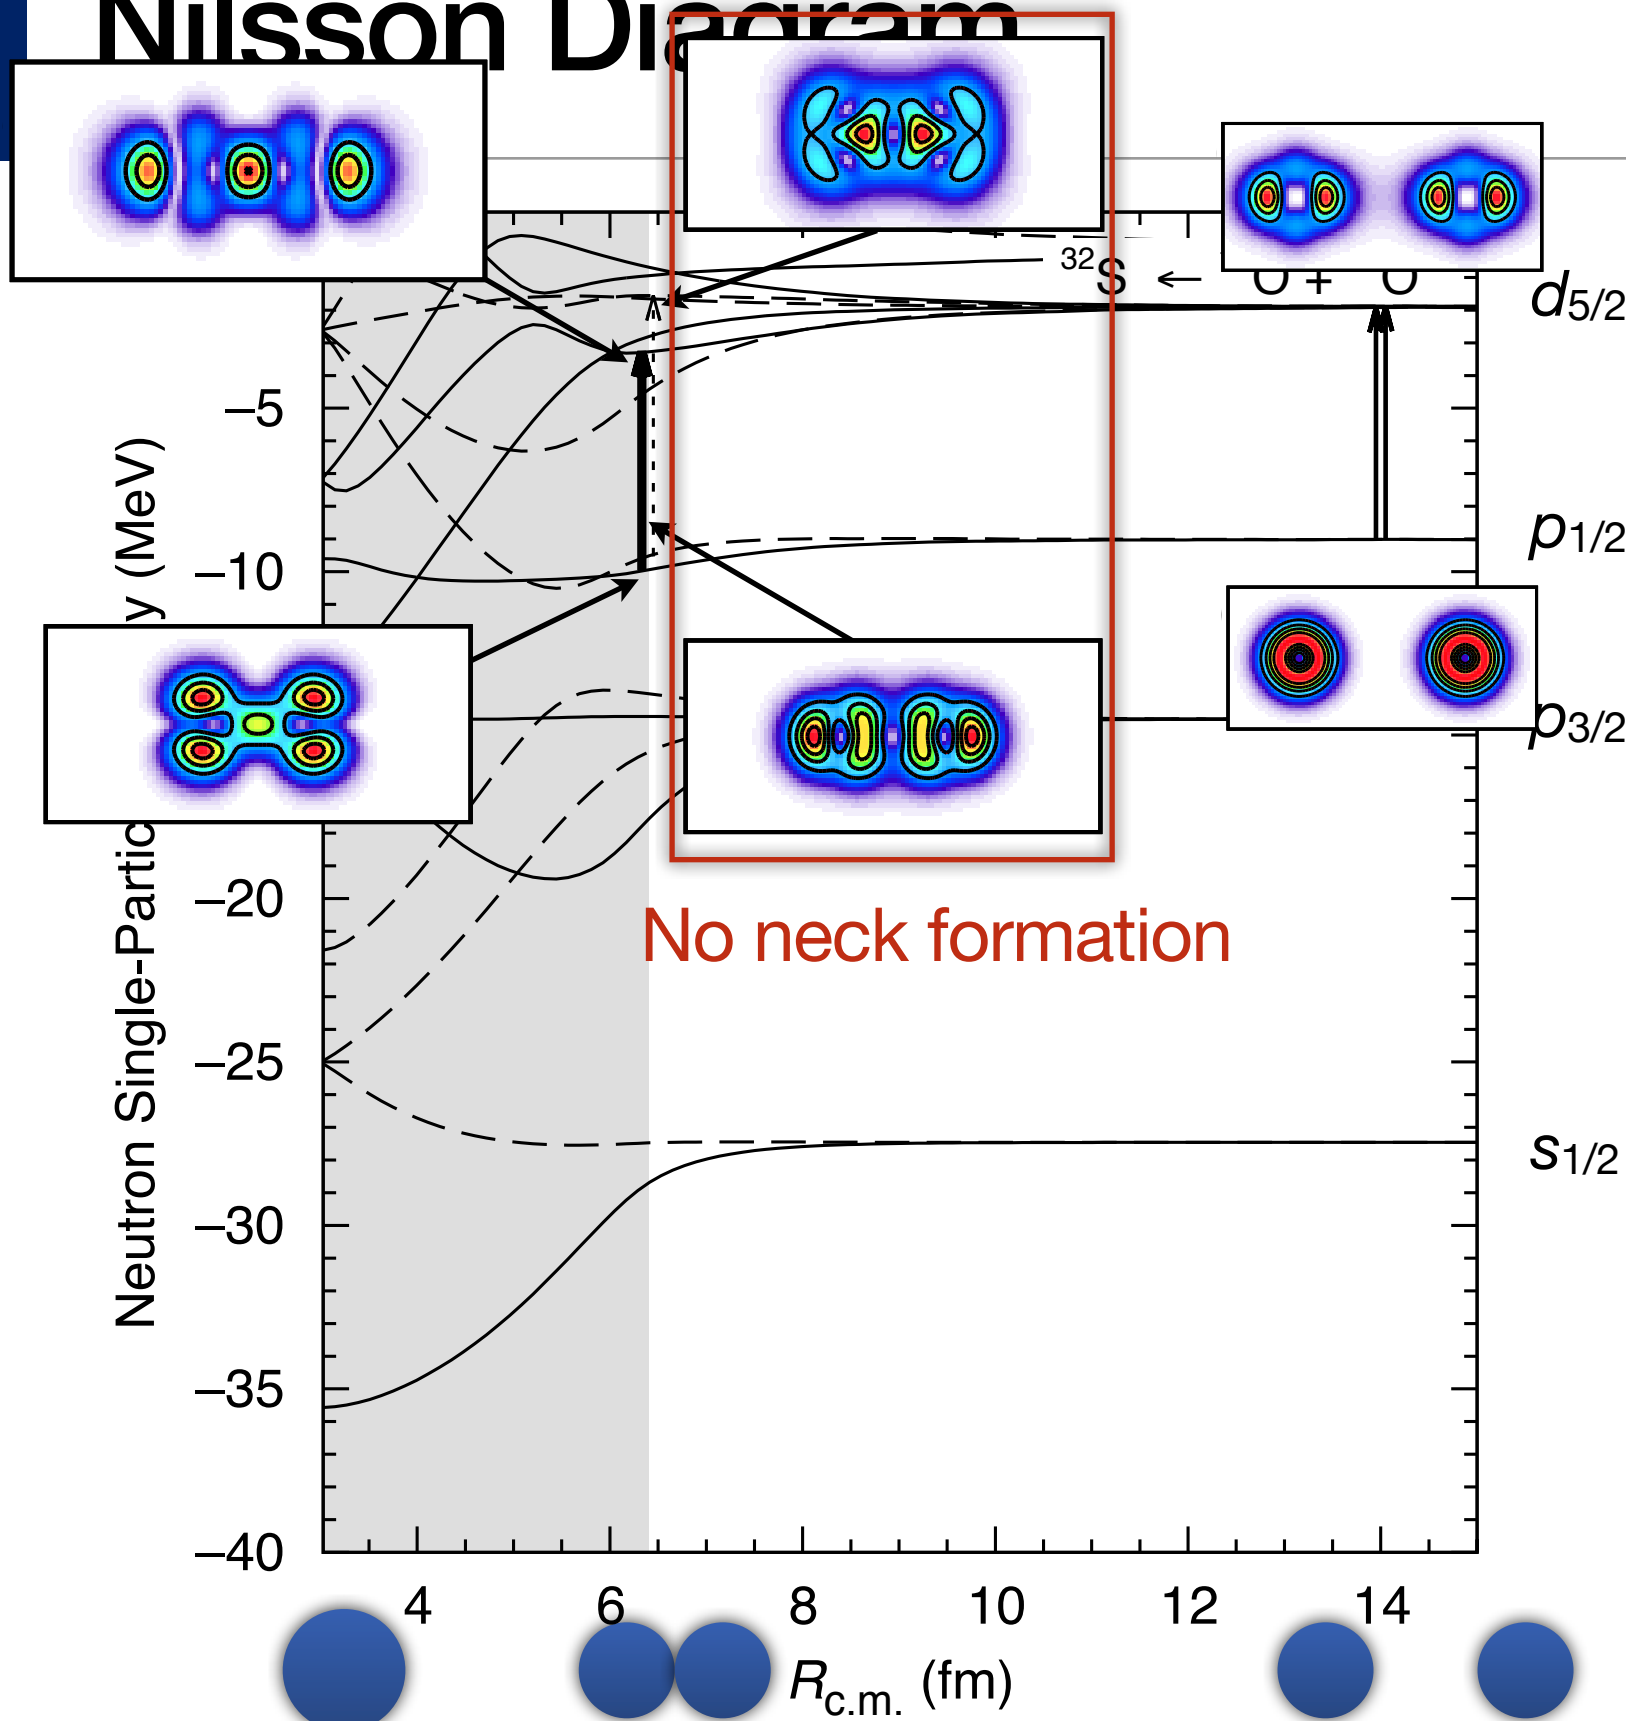 Nilsson Diagram
32S ← O + O
d5/2
–5
p1/2
–10
p3/2
–20
–25
s1/2
–30
–35
–40
Neutron Single-Partic
y (MeV)
No neck formation
4 6 8 10 12 14
Rc.m. (fm)